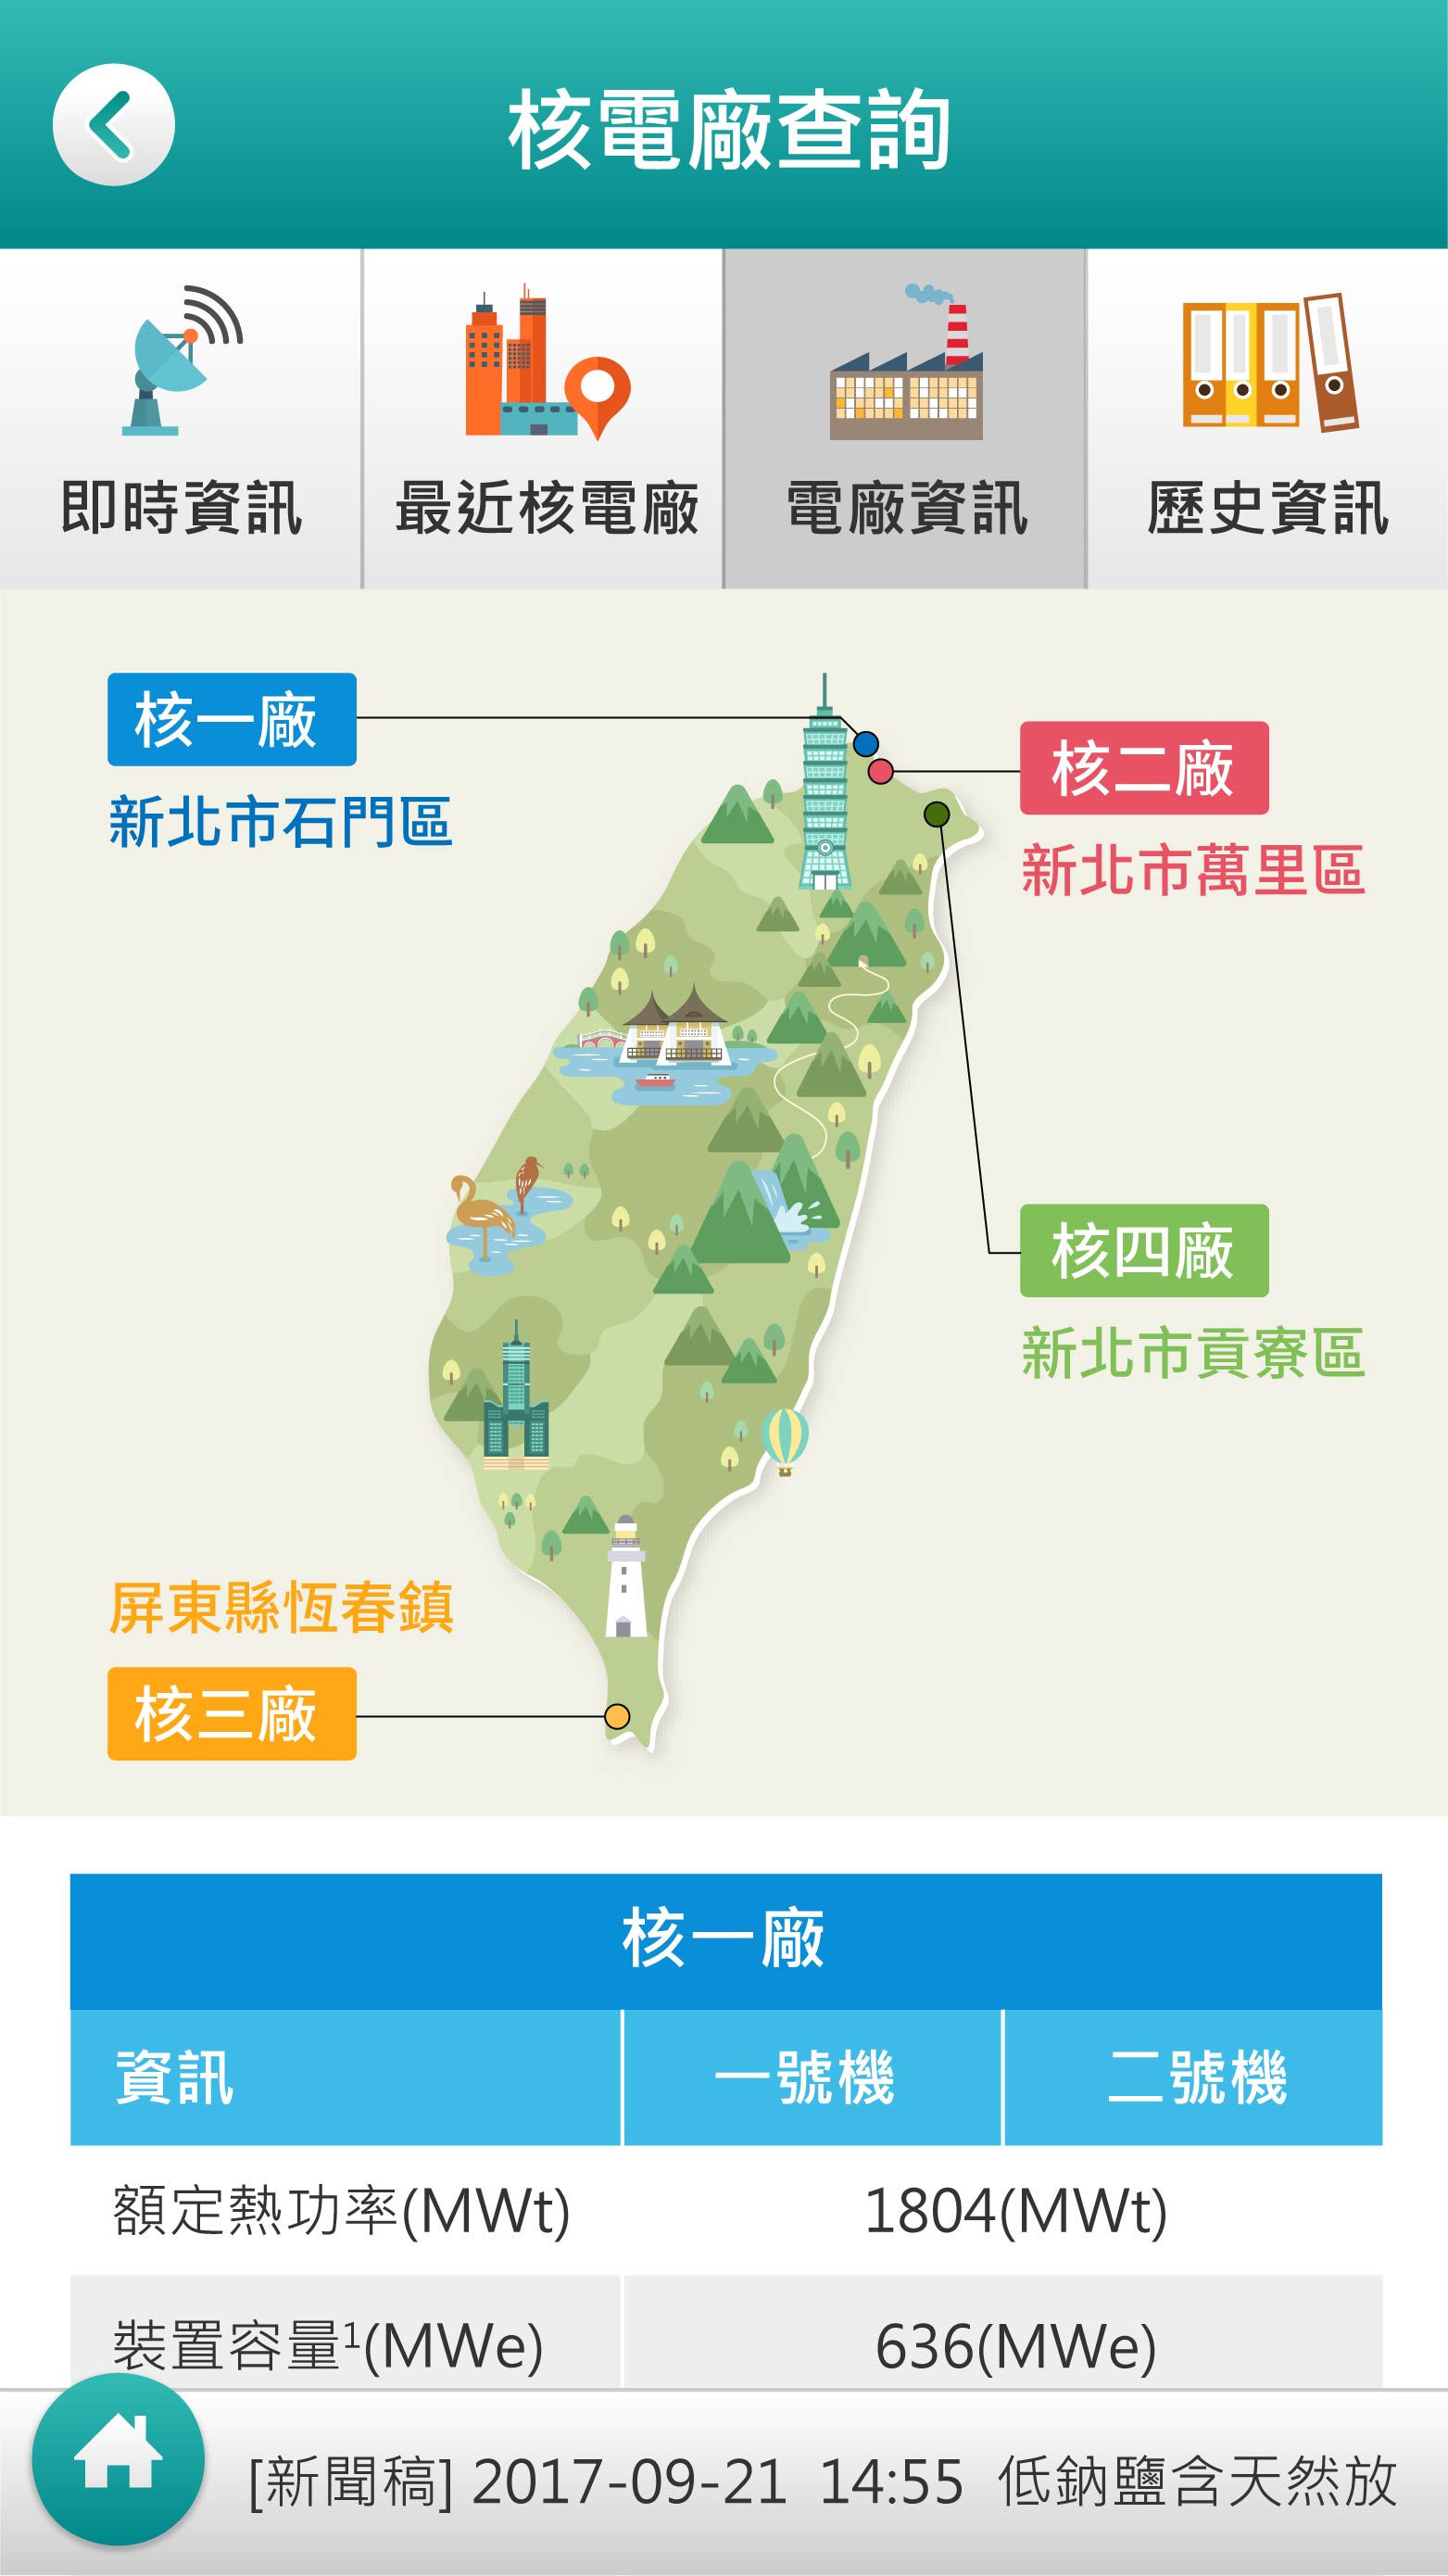 核電廠查詢
即時資訊
最近核電廠
電廠資訊
歷史資訊
核一廠
新北市石門區
核二廠
新北市萬里區
核四廠
新北市貢寮區
屏東縣恆春鎮
核三廠
核一廠
資訊 一號機 二號機
額定熱功率(MWt) 1804(MWt)
裝置容量¹(MWe) 636(MWe)
[新聞稿] 2017-09-21 14:55 低鈉鹽含天然放